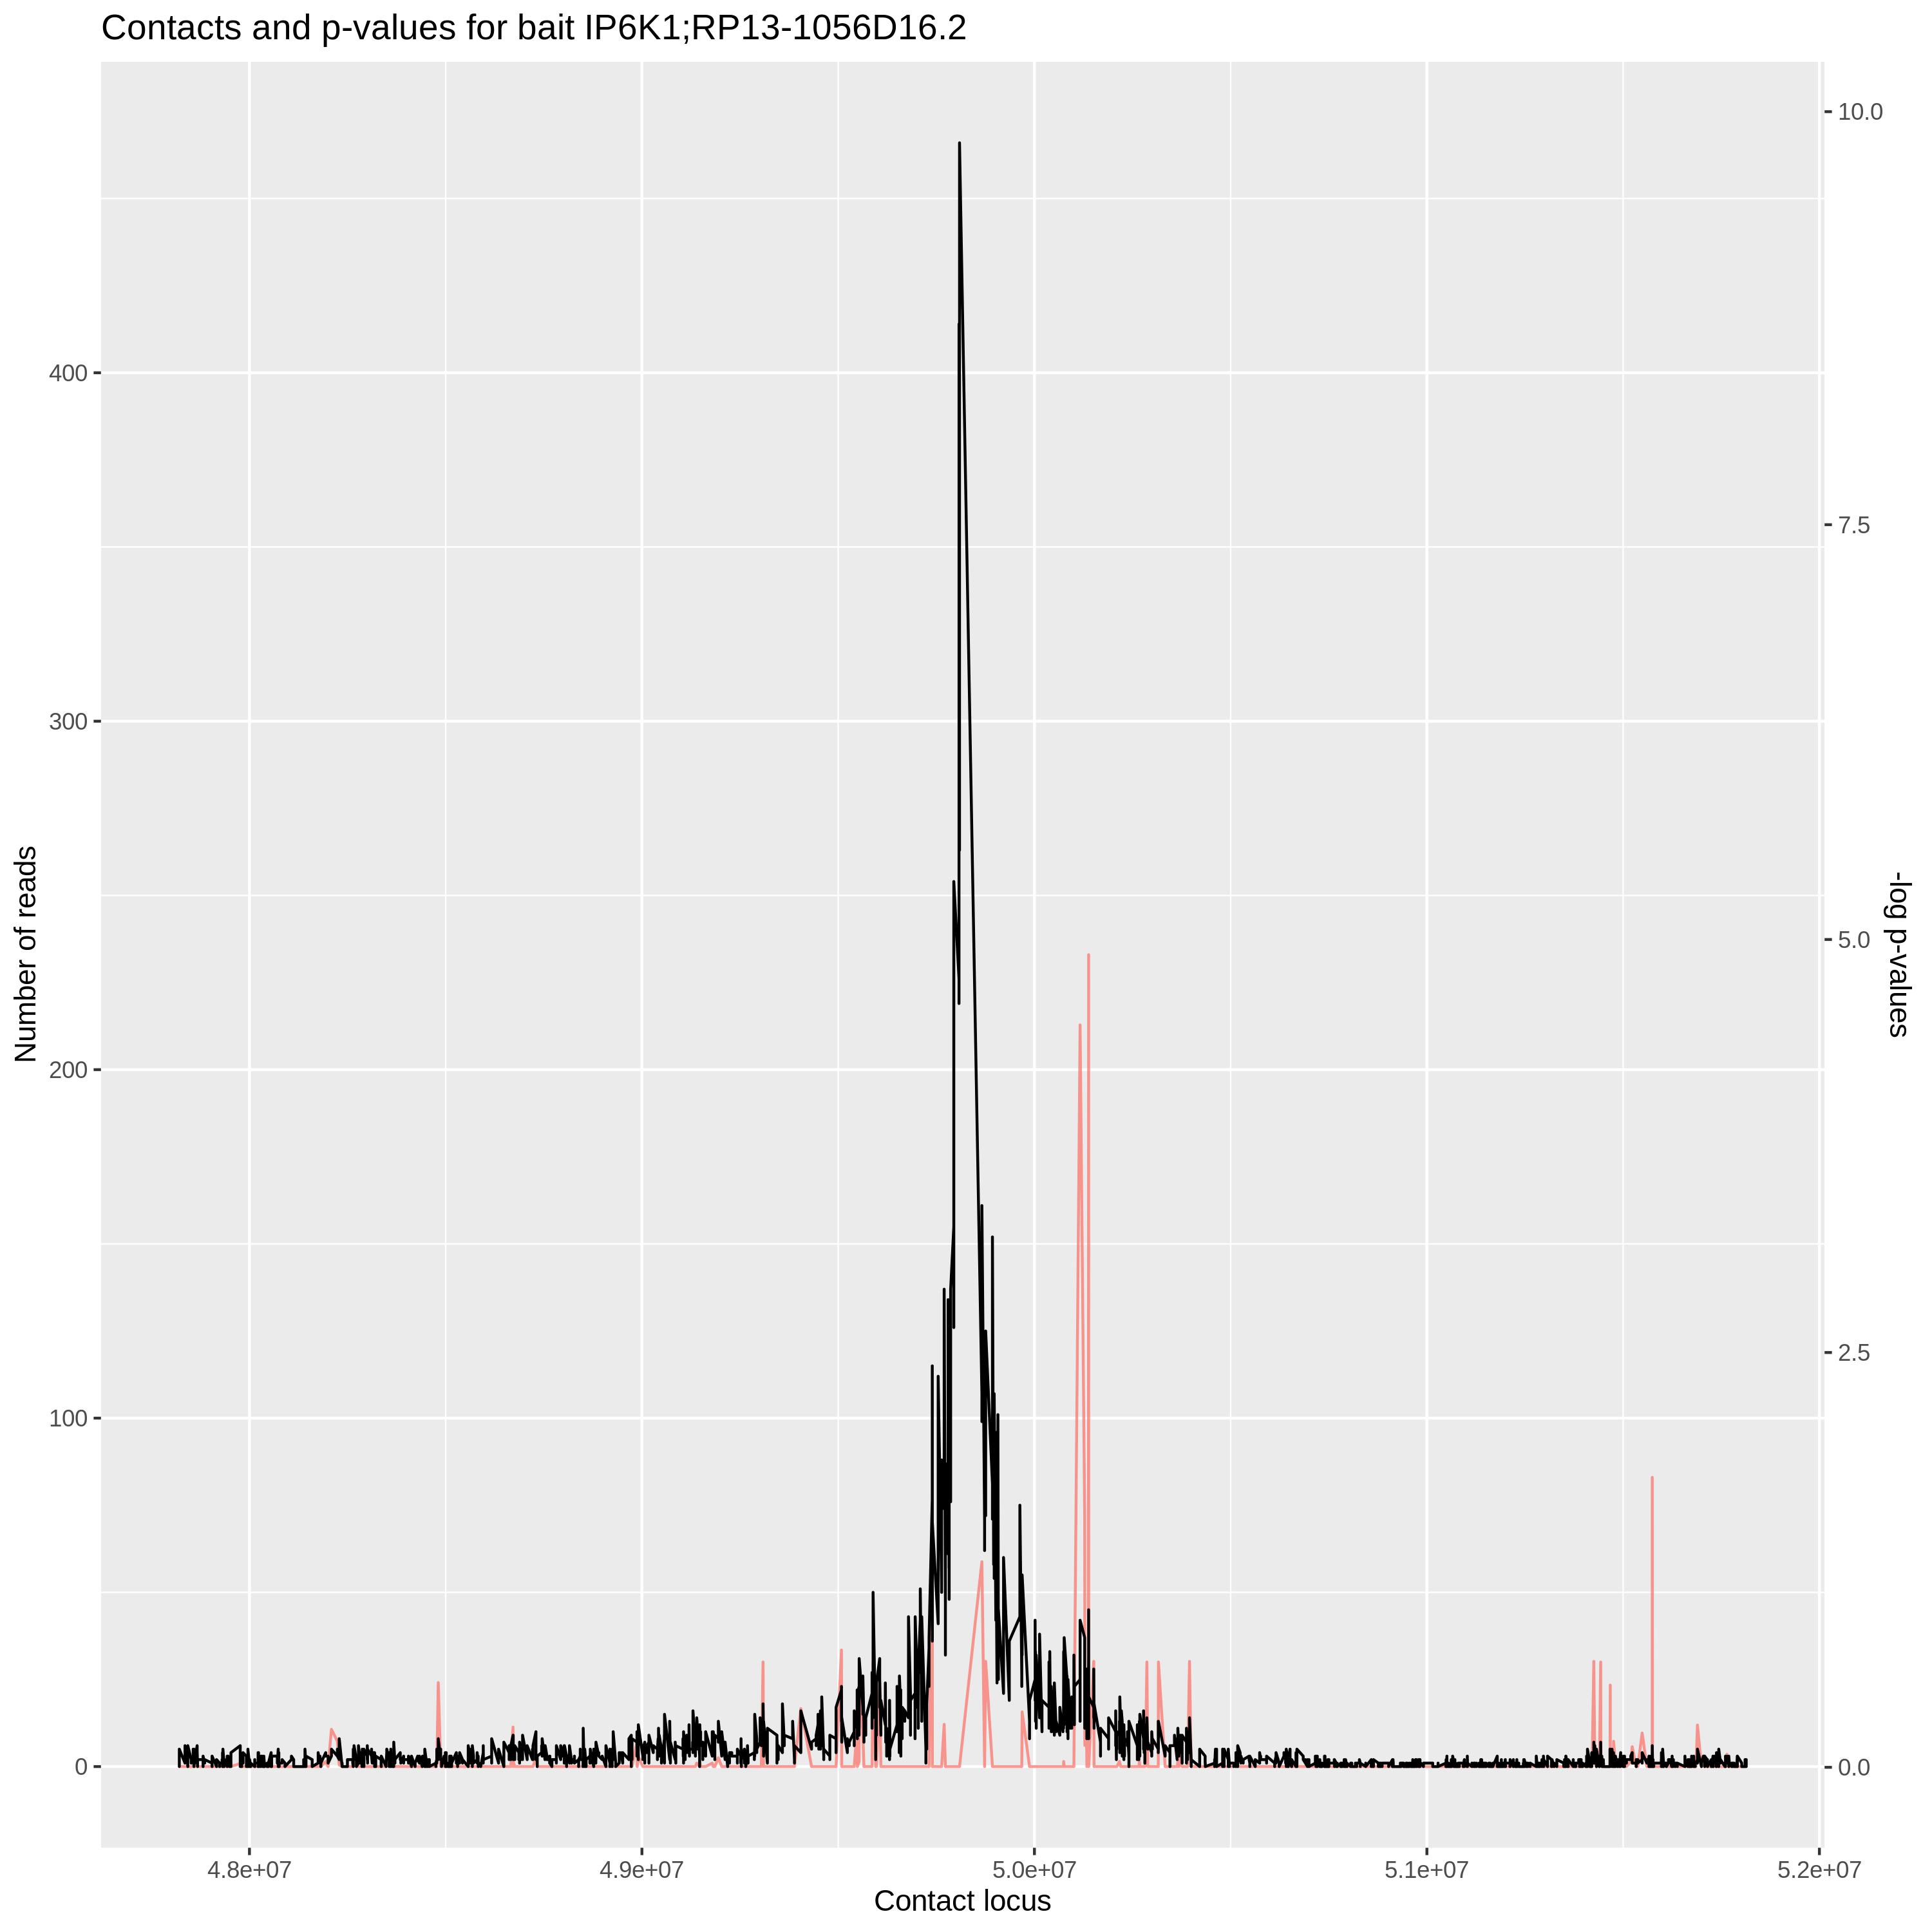 Contacts and p-values for bait IP6K1;RP13-1056D16.2
10.0
400
7.5
300
Number of reads
5.0
-log p-values
200
2.5
100
0
0.0
4.8e+07
4.9e+07
5.0e+07
5.1e+07
5.2e+07
Contact locus